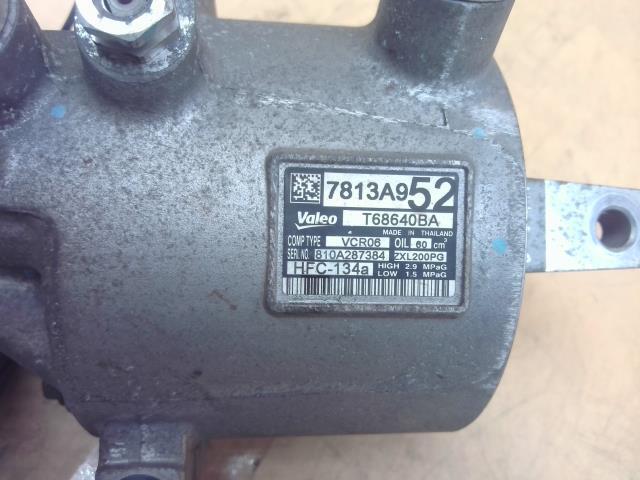 7813A952
Valeo T68640BA
MADE IN THAILAND
COMP TYPE VCR06 OIL 60 cm³
SERI. NO. 810A287384 ZXL200PG
HFC-134a HIGH 2.9 MPaG
LOW 1.5 MPaG